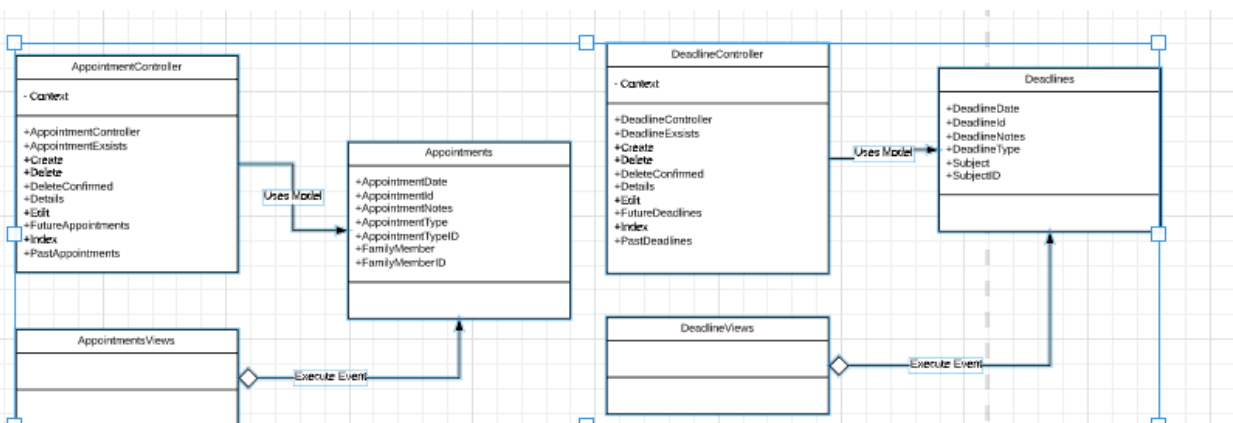 AppointmentController
- Context
+AppointmentController
+AppointmentExsists
+Create
+Delete
+DeleteConfirmed
+Details
+Edit
+FutureAppointments
+Index
+PastAppointments
Uses Model
Appointments
+AppointmentDate
+AppointmentId
+AppointmentNotes
+AppointmentType
+AppointmentTypeID
+FamilyMember
+FamilyMemberID
AppointmentsViews
Execute Event
DeadlineController
- Context
+DeadlineController
+DeadlineExsists
+Create
+Delete
+DeleteConfirmed
+Details
+Edit
+FutureDeadlines
+Index
+PastDeadlines
Uses Model
Deadlines
+DeadlineDate
+DeadlineId
+DeadlineNotes
+DeadlineType
+Subject
+SubjectID
DeadlineViews
Execute Event